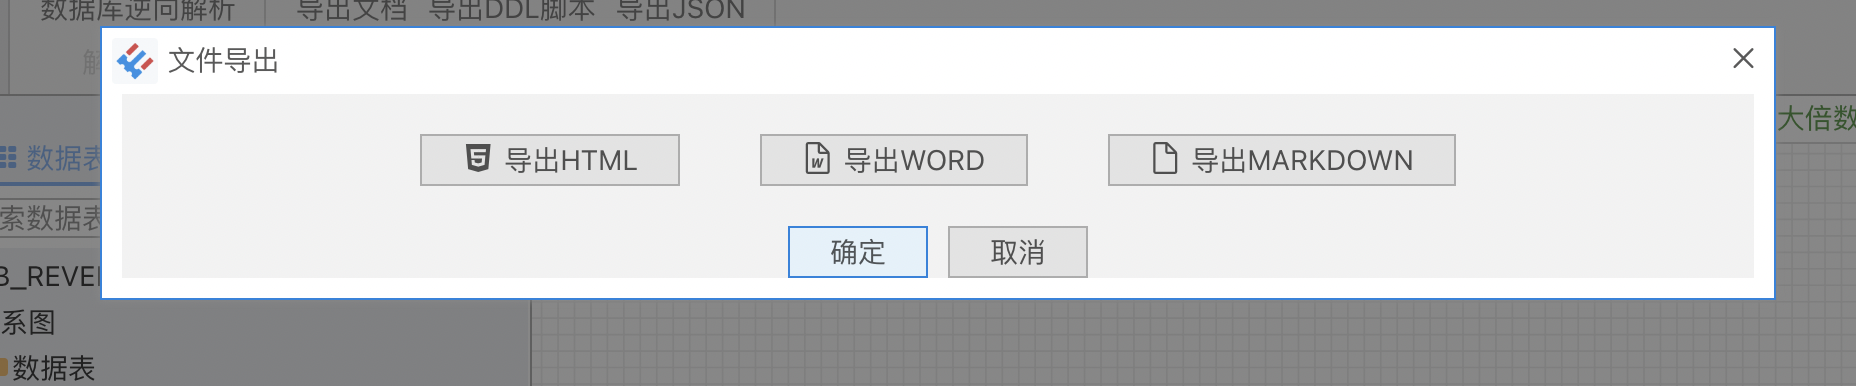 数据库逆向解析 导出文档 导出DDL脚本 导出JSON
解
文件导出
大倍数
数据表
导出HTML 导出WORD 导出MARKDOWN
索数据表
确定 取消
B_REVE
系图
数据表